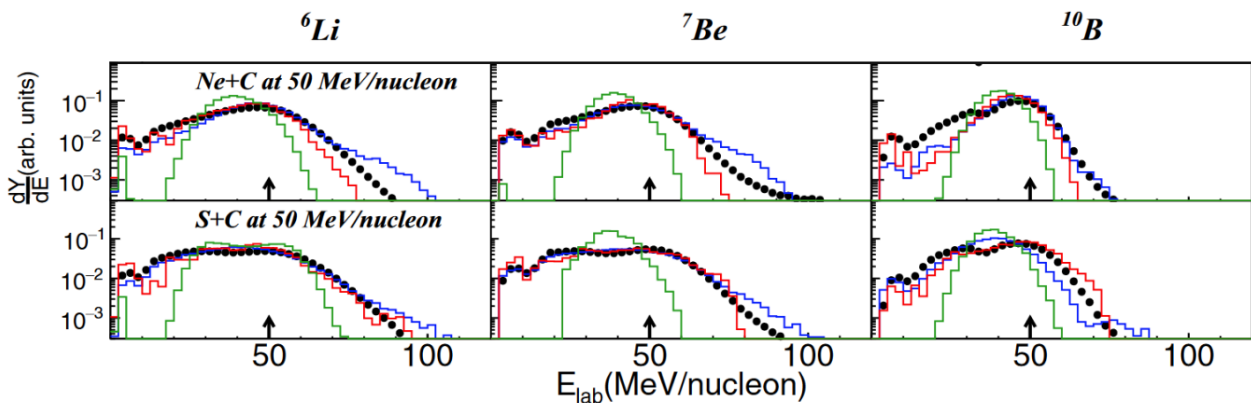 ⁶Li ⁷Be ¹⁰B
Ne+C at 50 MeV/nucleon
dY/dE (arb. units)
10⁻¹
10⁻²
10⁻³
S+C at 50 MeV/nucleon
10⁻¹
10⁻²
10⁻³
50 100 50 100 50 100
E_lab(MeV/nucleon)